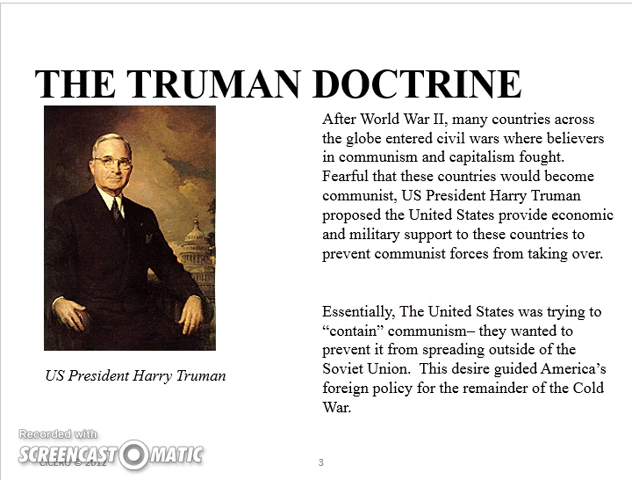 THE TRUMAN DOCTRINE
After World War II, many countries across
the globe entered civil wars where believers
in communism and capitalism fought.
Fearful that these countries would become
communist, US President Harry Truman
proposed the United States provide economic
and military support to these countries to
prevent communist forces from taking over.
Essentially, The United States was trying to
“contain” communism– they wanted to
prevent it from spreading outside of the
Soviet Union.  This desire guided America’s
foreign policy for the remainder of the Cold
War.
US President Harry Truman
Recorded with
SCREENCAST-O-MATIC
CICERO © 2012
3